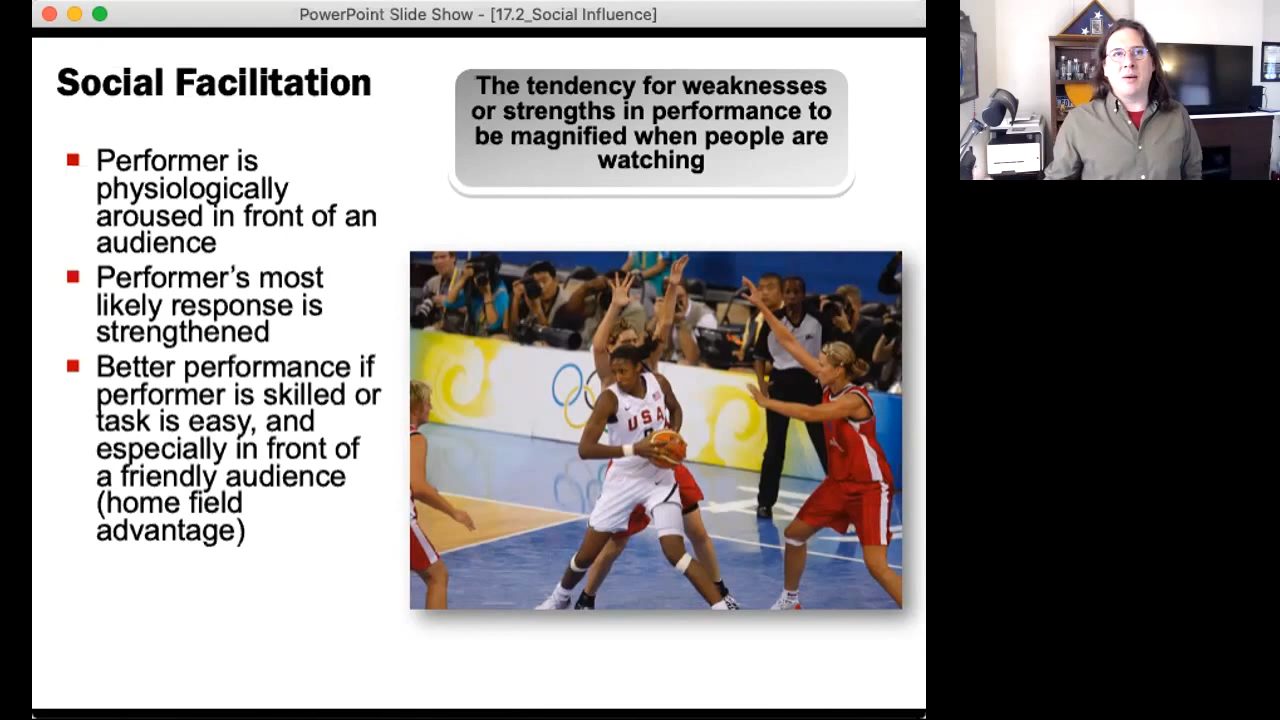 PowerPoint Slide Show - [17.2_Social Influence]
Social Facilitation
The tendency for weaknesses
or strengths in performance to
be magnified when people are
watching
■ Performer is
physiologically
aroused in front of an
audience
■ Performer’s most
likely response is
strengthened
■ Better performance if
performer is skilled or
task is easy, and
especially in front of
a friendly audience
(home field
advantage)
USA